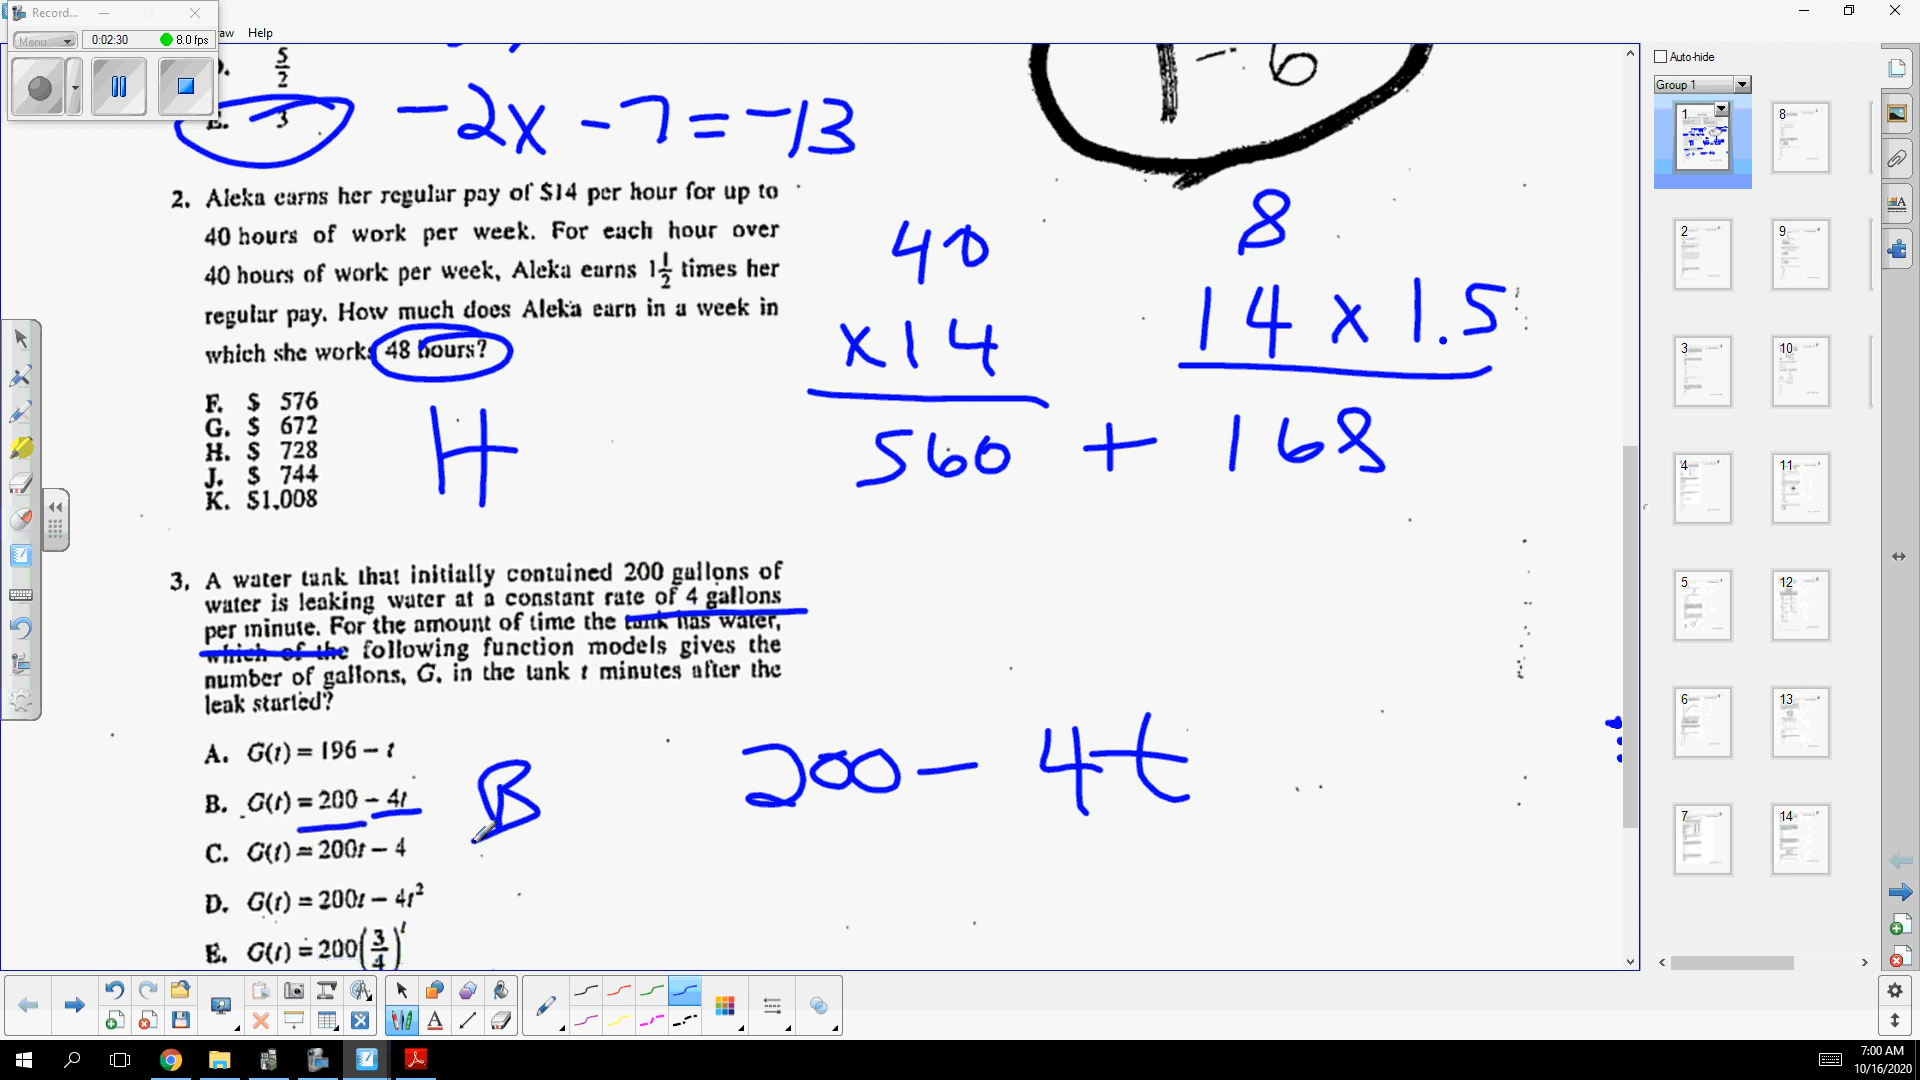 Record...
Menu
0:02:30
8.0 fps
aw Help
Auto-hide
Group 1
5/2
E. 3
-2x - 7 = -13
6
2. Aleka earns her regular pay of $14 per hour for up to
40 hours of work per week. For each hour over
40 hours of work per week, Aleka earns 1 1/2 times her
regular pay. How much does Aleka earn in a week in
which she works 48 hours?
F. $ 576
G. $ 672
H. $ 728
J. $ 744
K. $1,008
H
40
x14
560 + 168
8
14 x 1.5
3. A water tank that initially contained 200 gallons of
water is leaking water at a constant rate of 4 gallons
per minute. For the amount of time the tank has water,
which of the following function models gives the
number of gallons, G, in the tank t minutes after the
leak started?
A. G(t) = 196 – t
B. G(t) = 200 – 4t
C. G(t) = 200t – 4
D. G(t) = 200t – 4t²
E. G(t) = 200(3/4)^t
B
200 – 4t
1
2
3
4
5
6
7
8
9
10
11
12
13
14
7:00 AM
10/16/2020